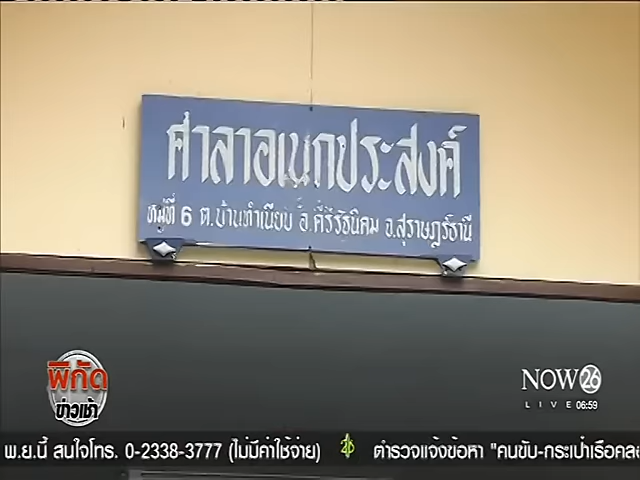 ศาลาอเนกประสงค์
หมู่ที่ 6 ต.บ้านทำเนียบ อ.คีรีรัฐนิคม จ.สุราษฎร์ธานี
พิกัด
ข่าวเช้า
NOW26
LIVE 06:59
พ.ย.นี้ สนใจโทร. 0-2338-3777 (ไม่มีค่าใช้จ่าย) ตำรวจแจ้งข้อหา "คนขับ-กระเป๋าเรือคลอ